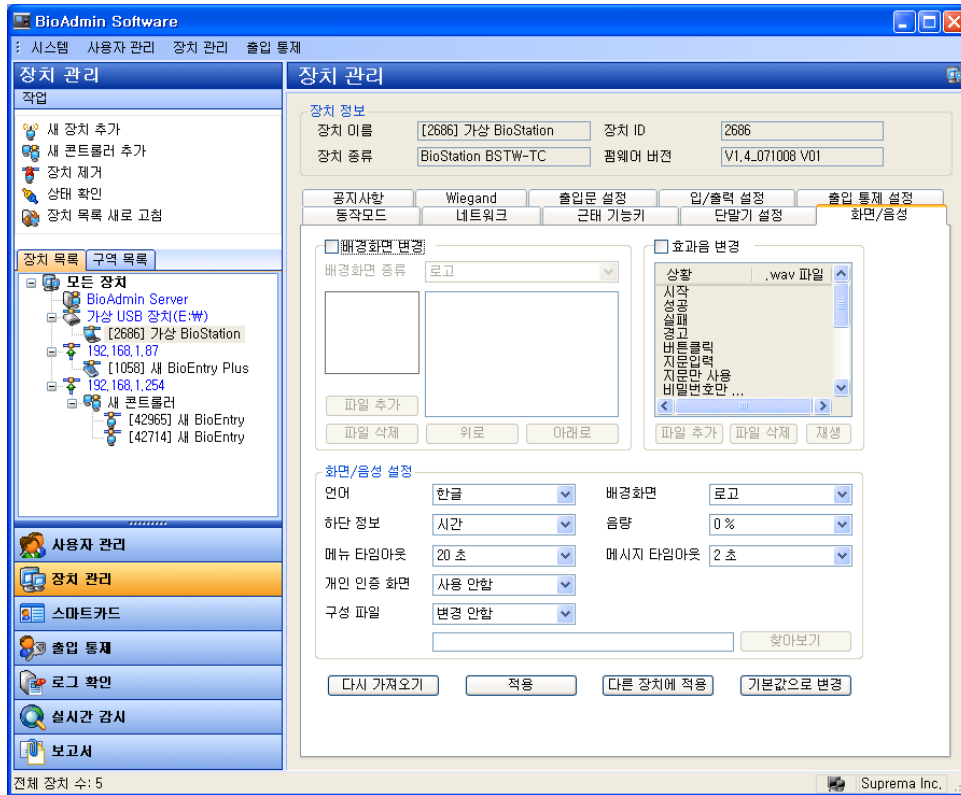 BioAdmin Software
시스템 사용자 관리 장치 관리 출입 통제
장치 관리
작업
새 장치 추가
새 콘트롤러 추가
장치 제거
상태 확인
장치 목록 새로 고침
장치 목록 구역 목록
모든 장치
BioAdmin Server
가상 USB 장치(E:₩)
[2686] 가상 BioStation
192.168.1.87
[1058] 새 BioEntry Plus
192.168.1.254
새 콘트롤러
[42965] 새 BioEntry
[42714] 새 BioEntry
사용자 관리
장치 관리
스마트카드
출입 통제
로그 확인
실시간 감시
보고서
장치 관리
장치 정보
장치 이름 [2686] 가상 BioStation 장치 ID 2686
장치 종류 BioStation BSTW-TC 펌웨어 버전 V1.4_071008 V01
공지사항 Wiegand 출입문 설정 입/출력 설정 출입 통제 설정
동작모드 네트워크 근태 기능키 단말기 설정 화면/음성
배경화면 변경
배경화면 종류 로고
파일 추가
파일 삭제 위로 아래로
효과음 변경
상황 .wav 파일
시작
성공
실패
경고
버튼클릭
지문입력
지문만 사용
비밀번호만 ...
파일 추가 파일 삭제 재생
화면/음성 설정
언어 한글 배경화면 로고
하단 정보 시간 음량 0 %
메뉴 타임아웃 20 초 메시지 타임아웃 2 초
개인 인증 화면 사용 안함
구성 파일 변경 안함
찾아보기
다시 가져오기 적용 다른 장치에 적용 기본값으로 변경
전체 장치 수: 5 Suprema Inc.